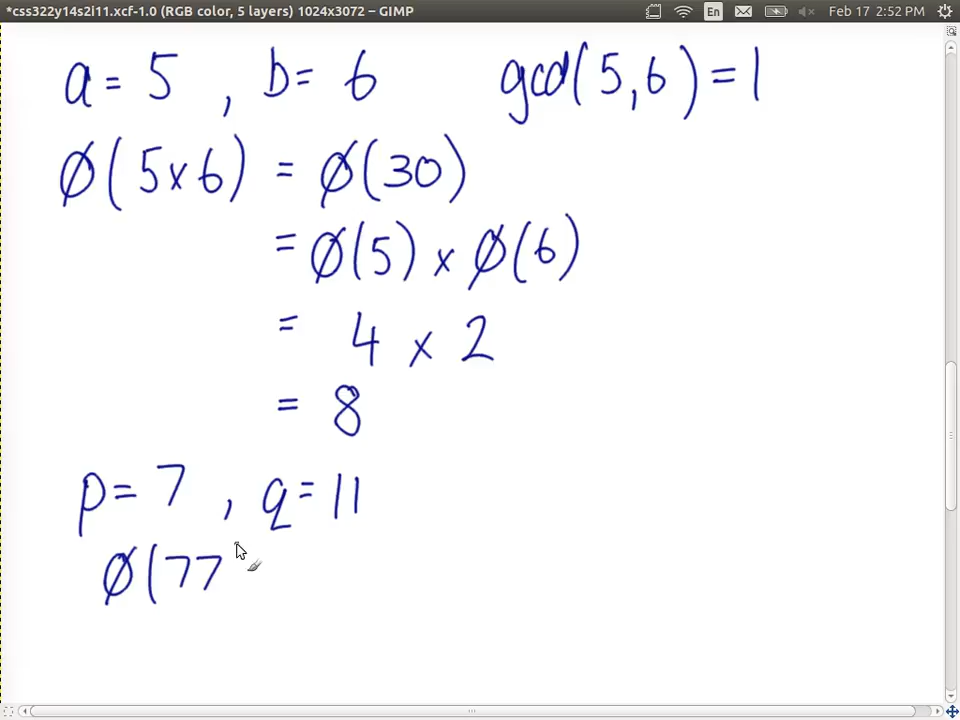 *css322y14s2i11.xcf-1.0 (RGB color, 5 layers) 1024x3072 – GIMP En Feb 17 2:52 PM
a = 5 , b = 6 gcd(5,6) = 1
ø(5x6) = ø(30)
= ø(5) x ø(6)
= 4 x 2
= 8
p = 7 , q = 11
ø(77